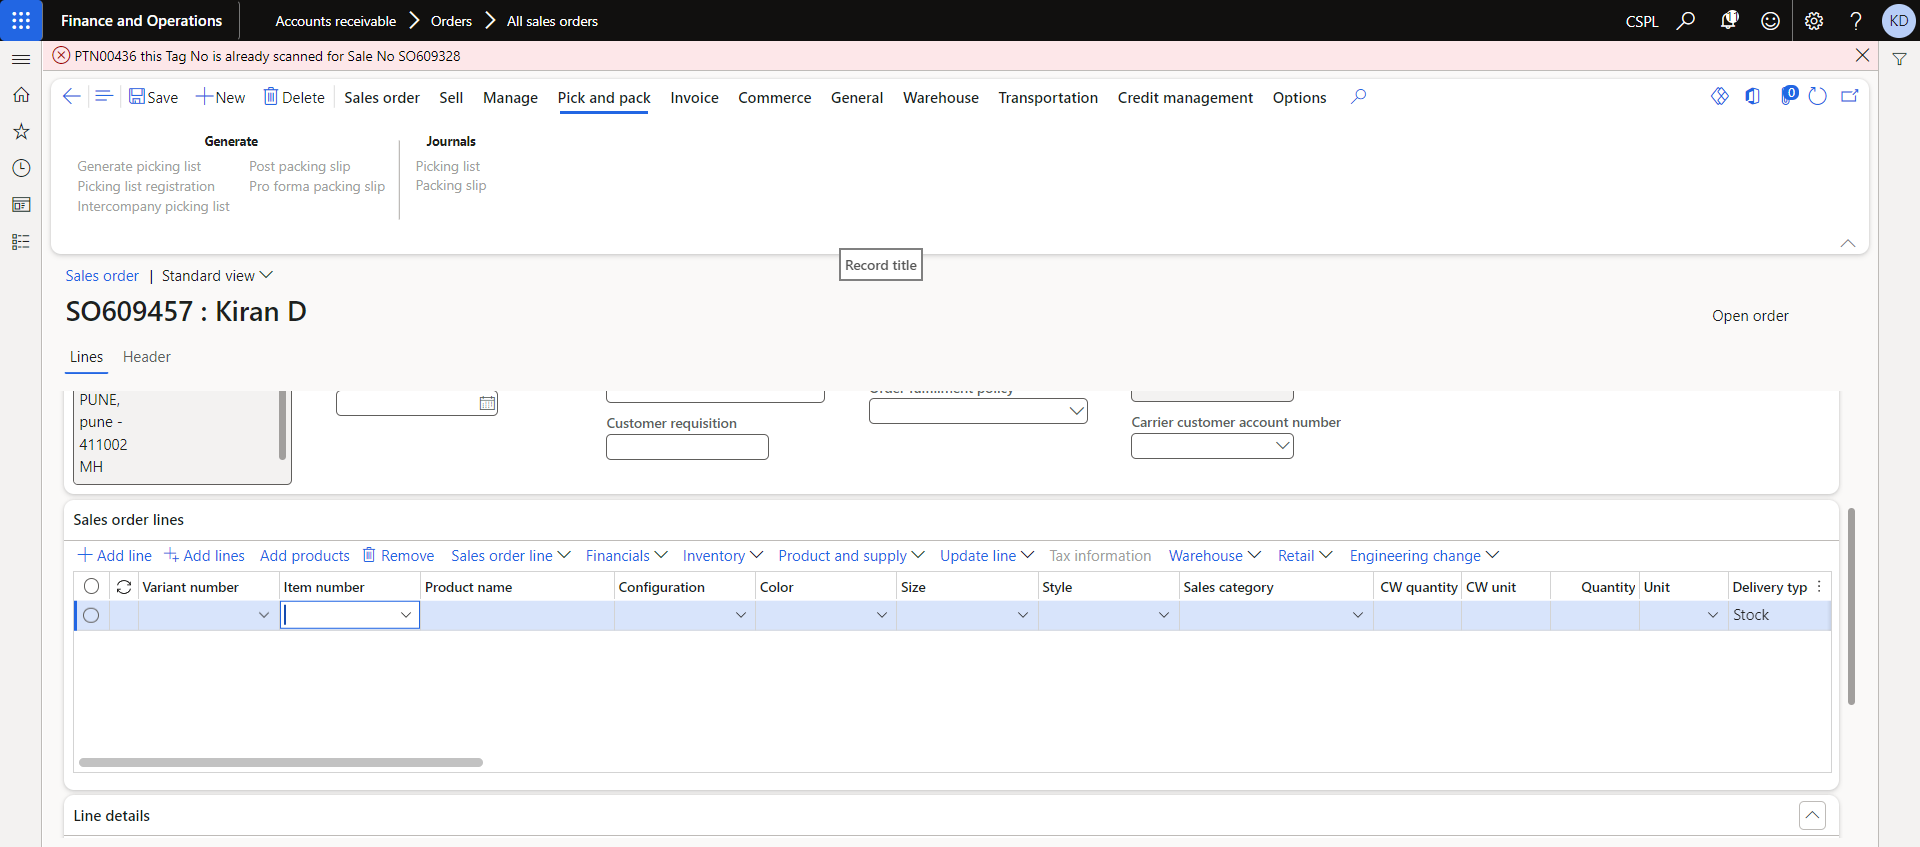 Finance and Operations
Accounts receivable
Orders
All sales orders
CSPL
11
KD
PTN00436 this Tag No is already scanned for Sale No SO609328
Save
New
Delete
Sales order
Sell
Manage
Pick and pack
Invoice
Commerce
General
Warehouse
Transportation
Credit management
Options
0
Generate
Journals
Generate picking list
Post packing slip
Picking list
Picking list registration
Pro forma packing slip
Packing slip
Intercompany picking list
Record title
Sales order | Standard view
SO609457 : Kiran D
Open order
Lines
Header
PUNE,
pune -
411002
MH
Customer requisition
Order fulfillment policy
Carrier customer account number
Sales order lines
Add line
Add lines
Add products
Remove
Sales order line
Financials
Inventory
Product and supply
Update line
Tax information
Warehouse
Retail
Engineering change
Variant number
Item number
Product name
Configuration
Color
Size
Style
Sales category
CW quantity
CW unit
Quantity
Unit
Delivery typ
Stock
Line details